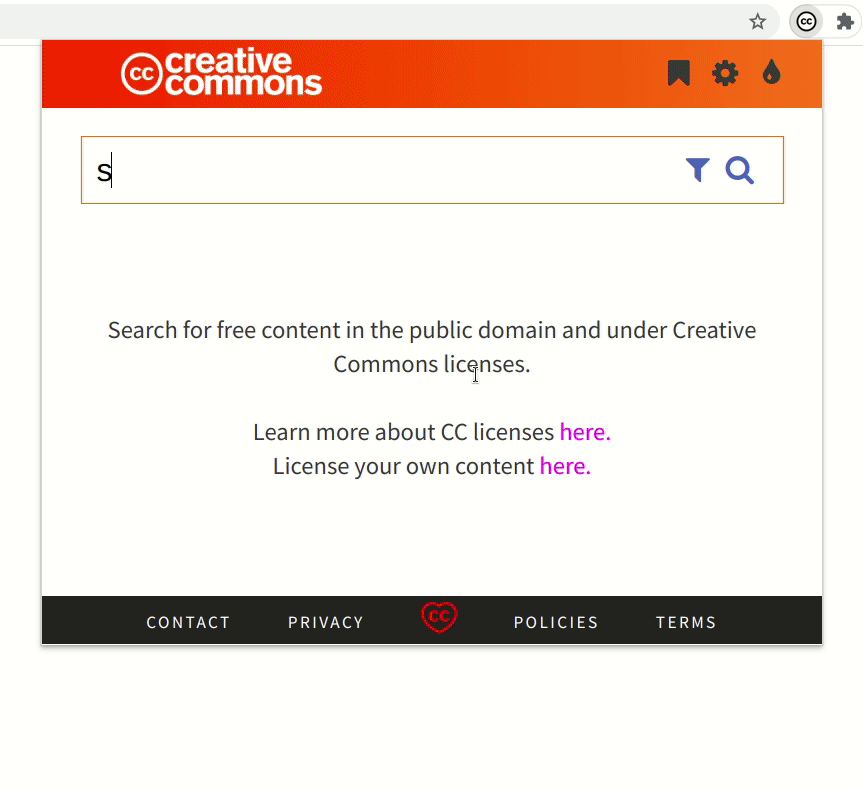 cc
cc creative
commons
s
Search for free content in the public domain and under Creative
Commons licenses.
Learn more about CC licenses here.
License your own content here.
CONTACT PRIVACY CC POLICIES TERMS